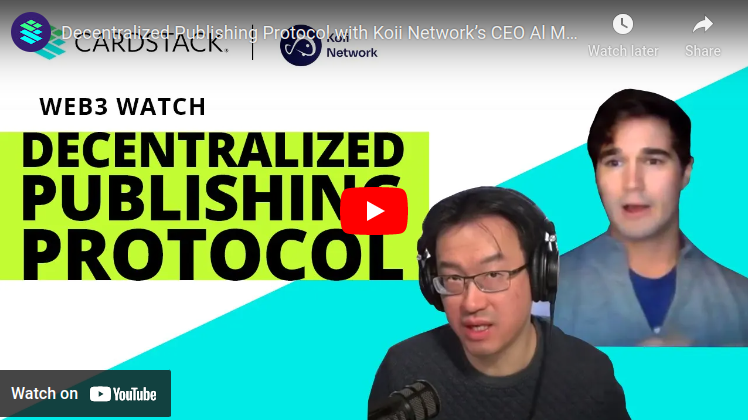 Decentralized Publishing Protocol with Koii Network’s CEO Al M...
CARDSTACK
Koii
Network
Watch later
Share
WEB3 WATCH
DECENTRALIZED
PUBLISHING
PROTOCOL
Watch on YouTube